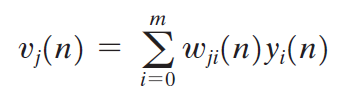 v_j(n) = \sum_{i=0}^{m} w_{ji}(n) y_i(n)